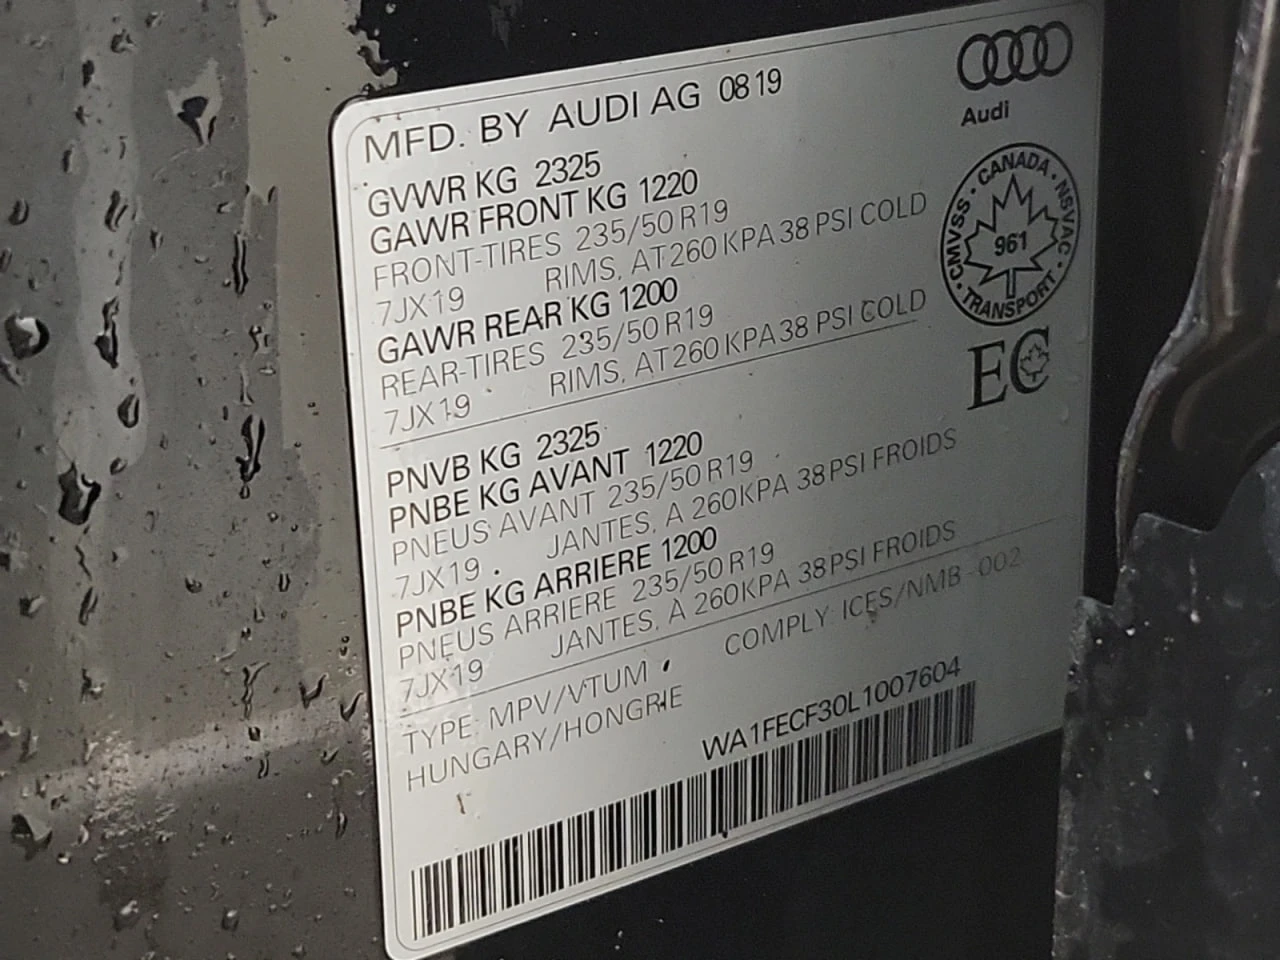 MFD. BY AUDI AG 0819
Audi
GVWR KG 2325
GAWR FRONT KG 1220
FRONT-TIRES 235/50 R19
7JX19 RIMS, AT 260 KPA 38 PSI COLD
GAWR REAR KG 1200
REAR-TIRES 235/50 R19
7JX19 RIMS, AT 260 KPA 38 PSI COLD
· CANADA · NSVAC · TRANSPORT · CMVSS
961
EC
PNVB KG 2325
PNBE KG AVANT 1220
PNEUS AVANT 235/50 R19
7JX19 JANTES, A 260KPA 38PSI FROIDS
PNBE KG ARRIERE 1200
PNEUS ARRIERE 235/50 R19
7JX19 JANTES, A 260KPA 38PSI FROIDS
TYPE: MPV/VTUM COMPLY: ICES/NMB-002
HUNGARY/HONGRIE
WA1FECF30L1007604